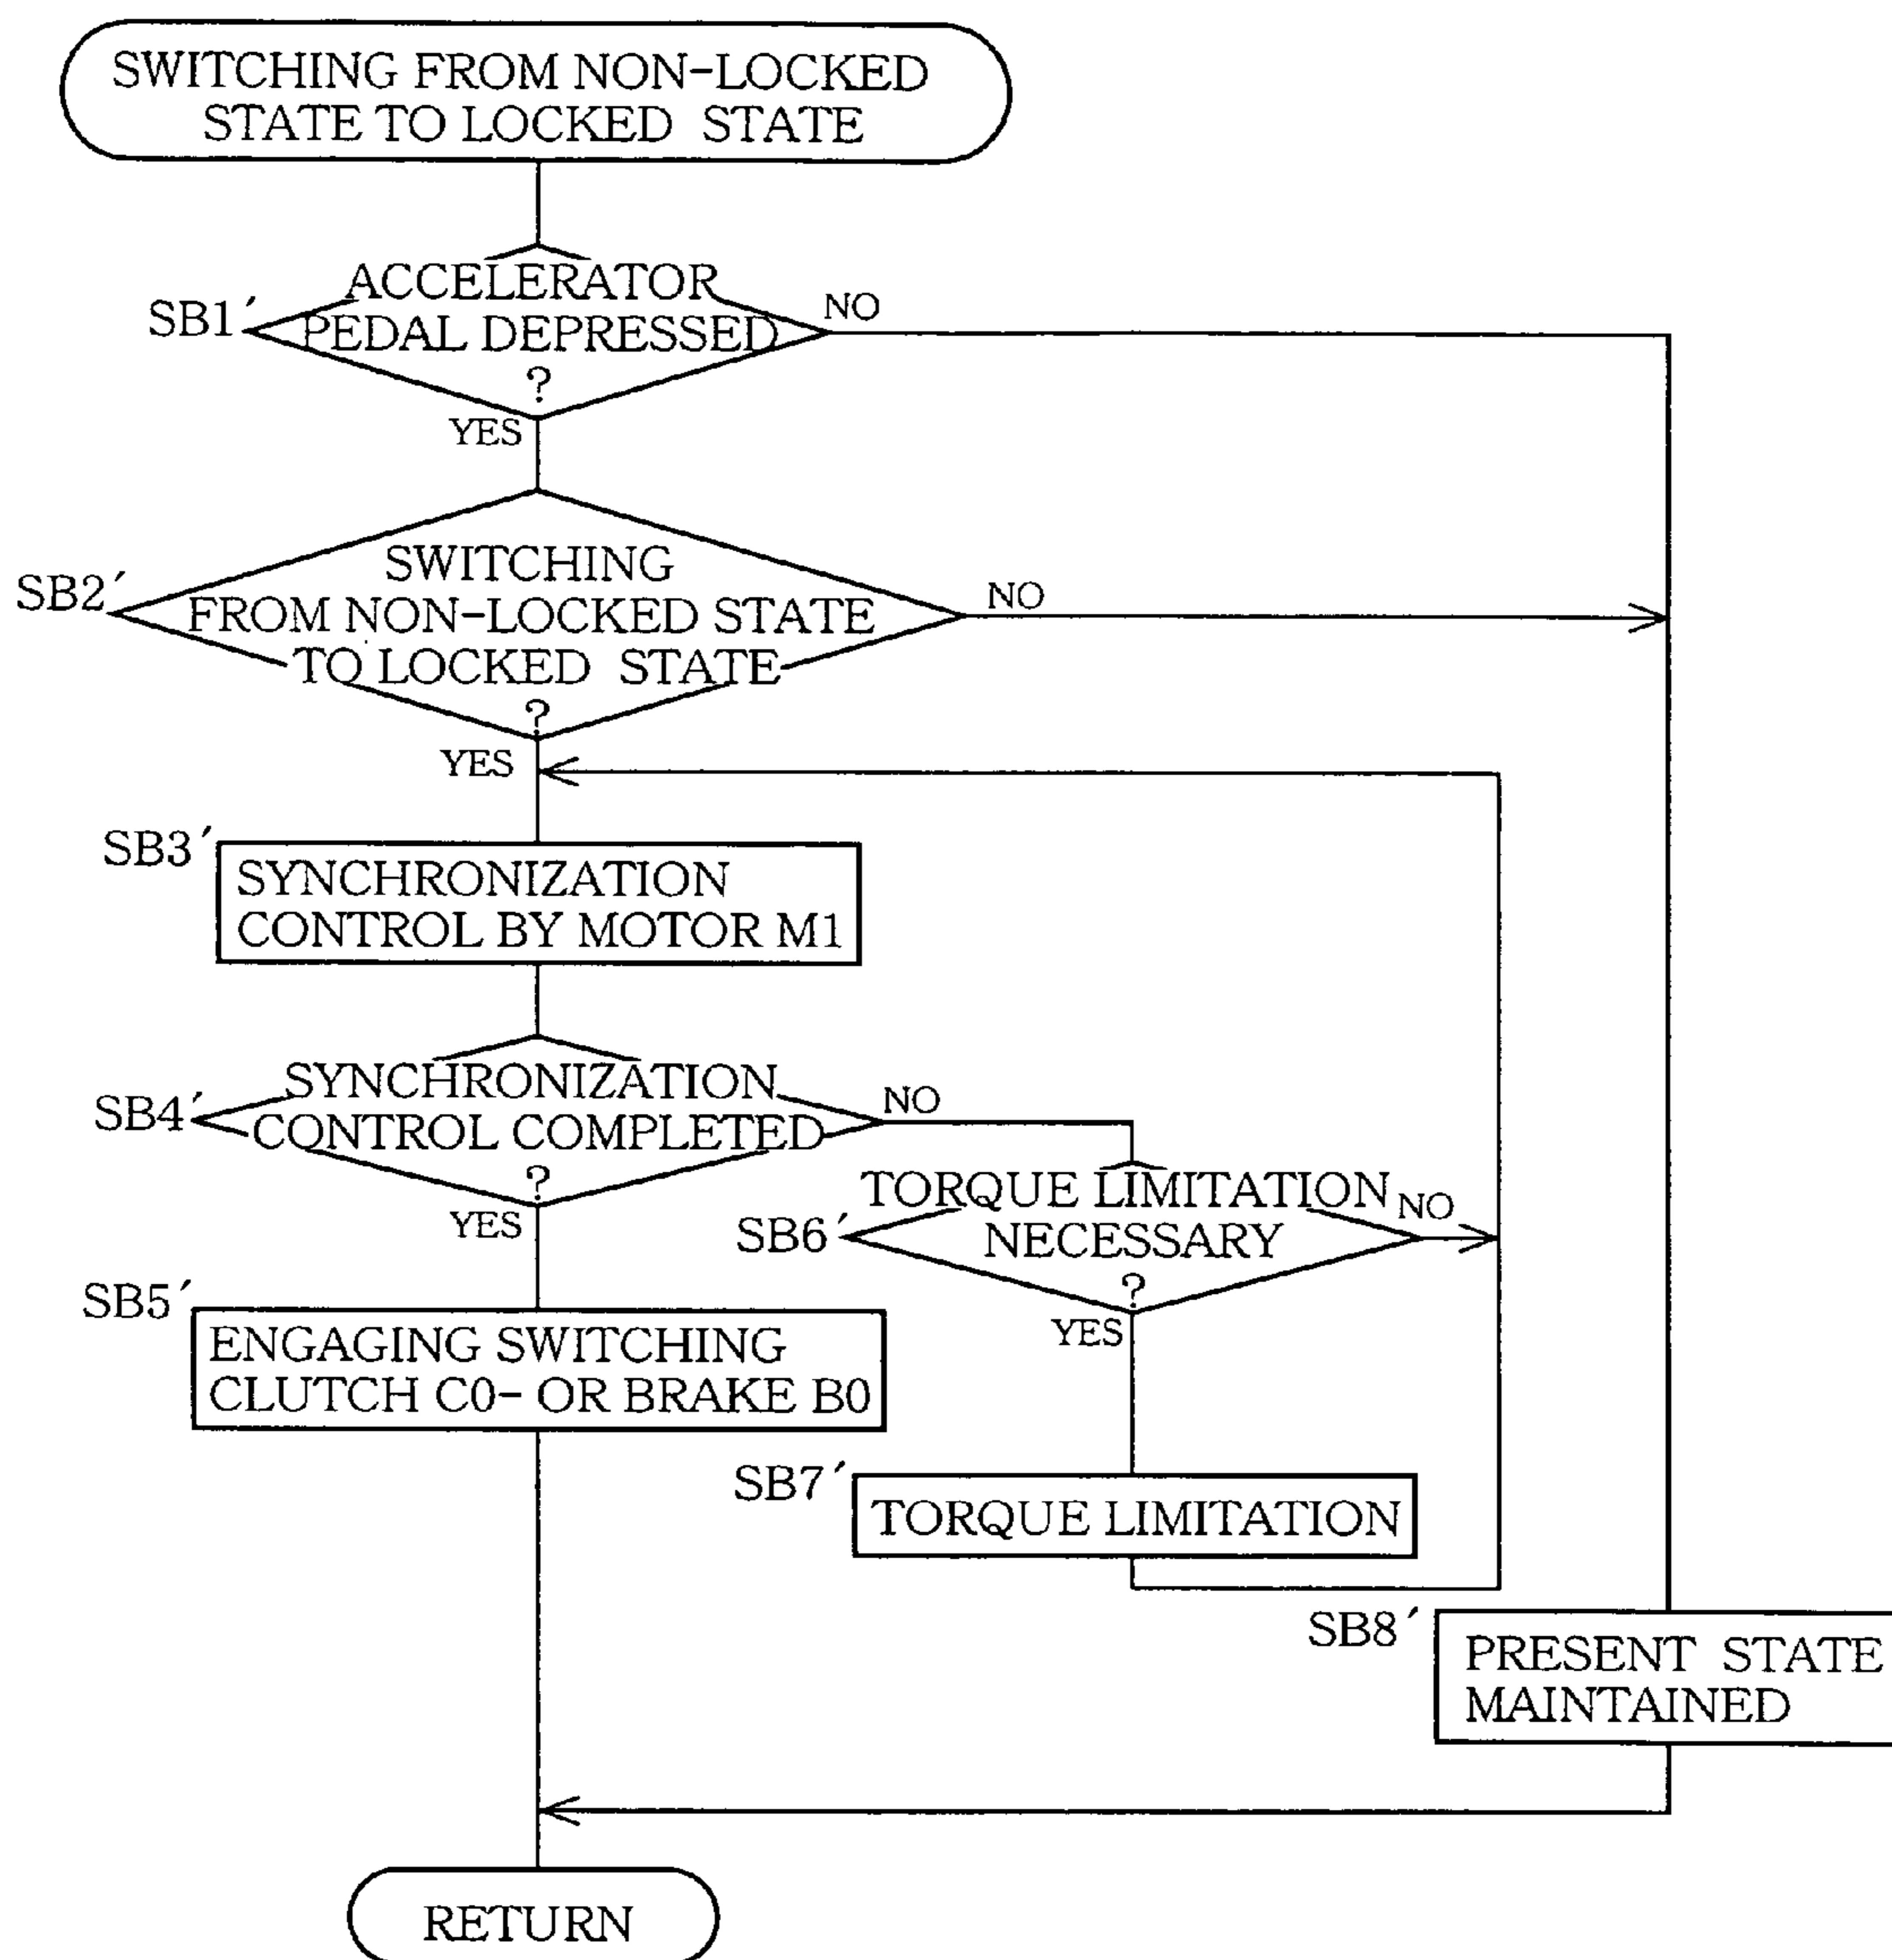 SWITCHING FROM NON-LOCKED
STATE TO LOCKED STATE
SB1′
ACCELERATOR
PEDAL DEPRESSED
?
NO
YES
SB2′
SWITCHING
FROM NON-LOCKED STATE
TO LOCKED STATE
?
NO
YES
SB3′
SYNCHRONIZATION
CONTROL BY MOTOR M1
SB4′
SYNCHRONIZATION
CONTROL COMPLETED
?
NO
YES
SB6′
TORQUE LIMITATION
NECESSARY
?
NO
YES
SB5′
ENGAGING SWITCHING
CLUTCH C0- OR BRAKE B0
SB7′
TORQUE LIMITATION
SB8′
PRESENT STATE
MAINTAINED
RETURN